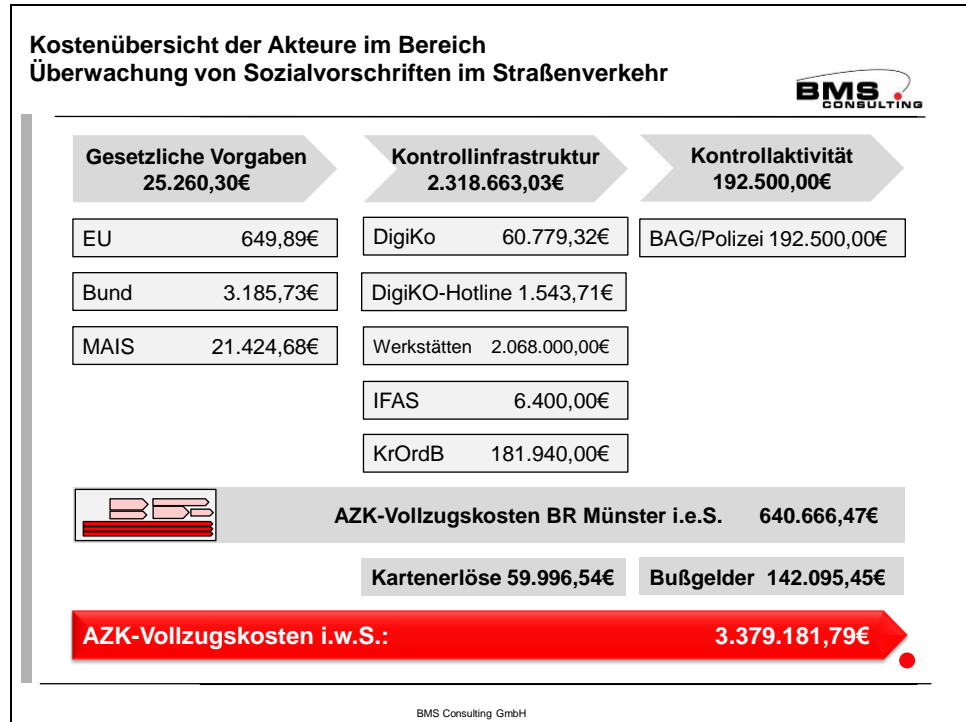 Kostenübersicht der Akteure im Bereich
Überwachung von Sozialvorschriften im Straßenverkehr
BMS
CONSULTING
Gesetzliche Vorgaben
25.260,30€
Kontrollinfrastruktur
2.318.663,03€
Kontrollaktivität
192.500,00€
EU 649,89€
DigiKo 60.779,32€
BAG/Polizei 192.500,00€
Bund 3.185,73€
DigiKO-Hotline 1.543,71€
MAIS 21.424,68€
Werkstätten 2.068.000,00€
IFAS 6.400,00€
KrOrdB 181.940,00€
AZK-Vollzugskosten BR Münster i.e.S. 640.666,47€
Kartenerlöse 59.996,54€
Bußgelder 142.095,45€
AZK-Vollzugskosten i.w.S.: 3.379.181,79€
BMS Consulting GmbH